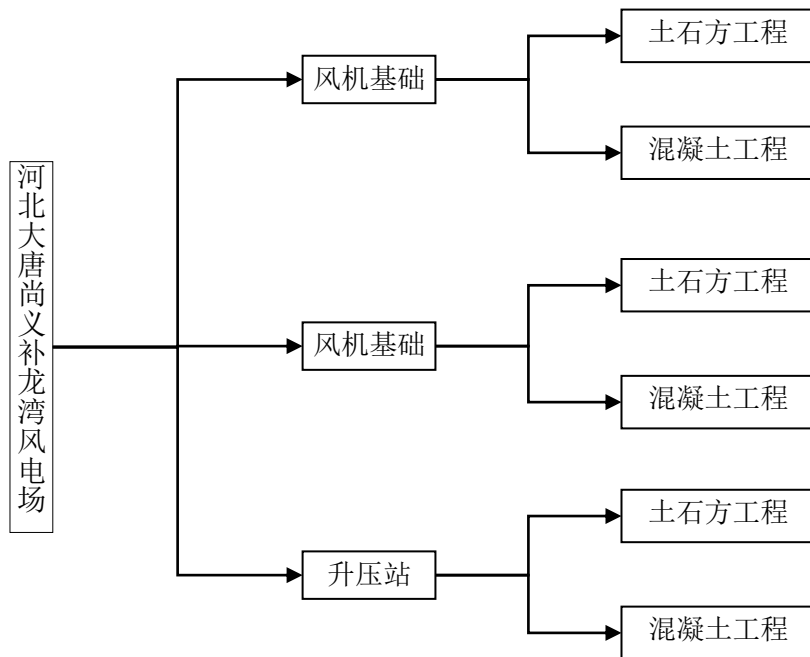 河北大唐尚义补龙湾风电场
风机基础
土石方工程
混凝土工程
风机基础
土石方工程
混凝土工程
升压站
土石方工程
混凝土工程